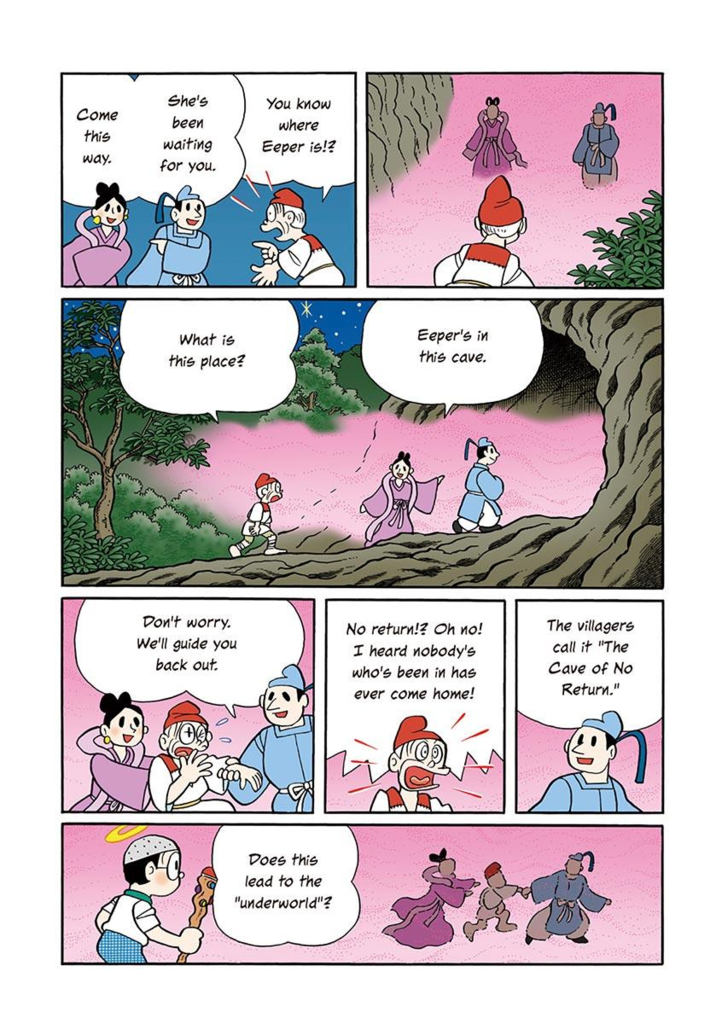 You know
where
Eeper is!?
She's
been
waiting
for you.
Come
this
way.
Eeper's in
this cave.
What is
this place?
The villagers
call it "The
Cave of No
Return."
No return!? Oh no!
I heard nobody's
who's been in has
ever come home!
Don't worry.
We'll guide you
back out.
Does this
lead to the
"underworld"?